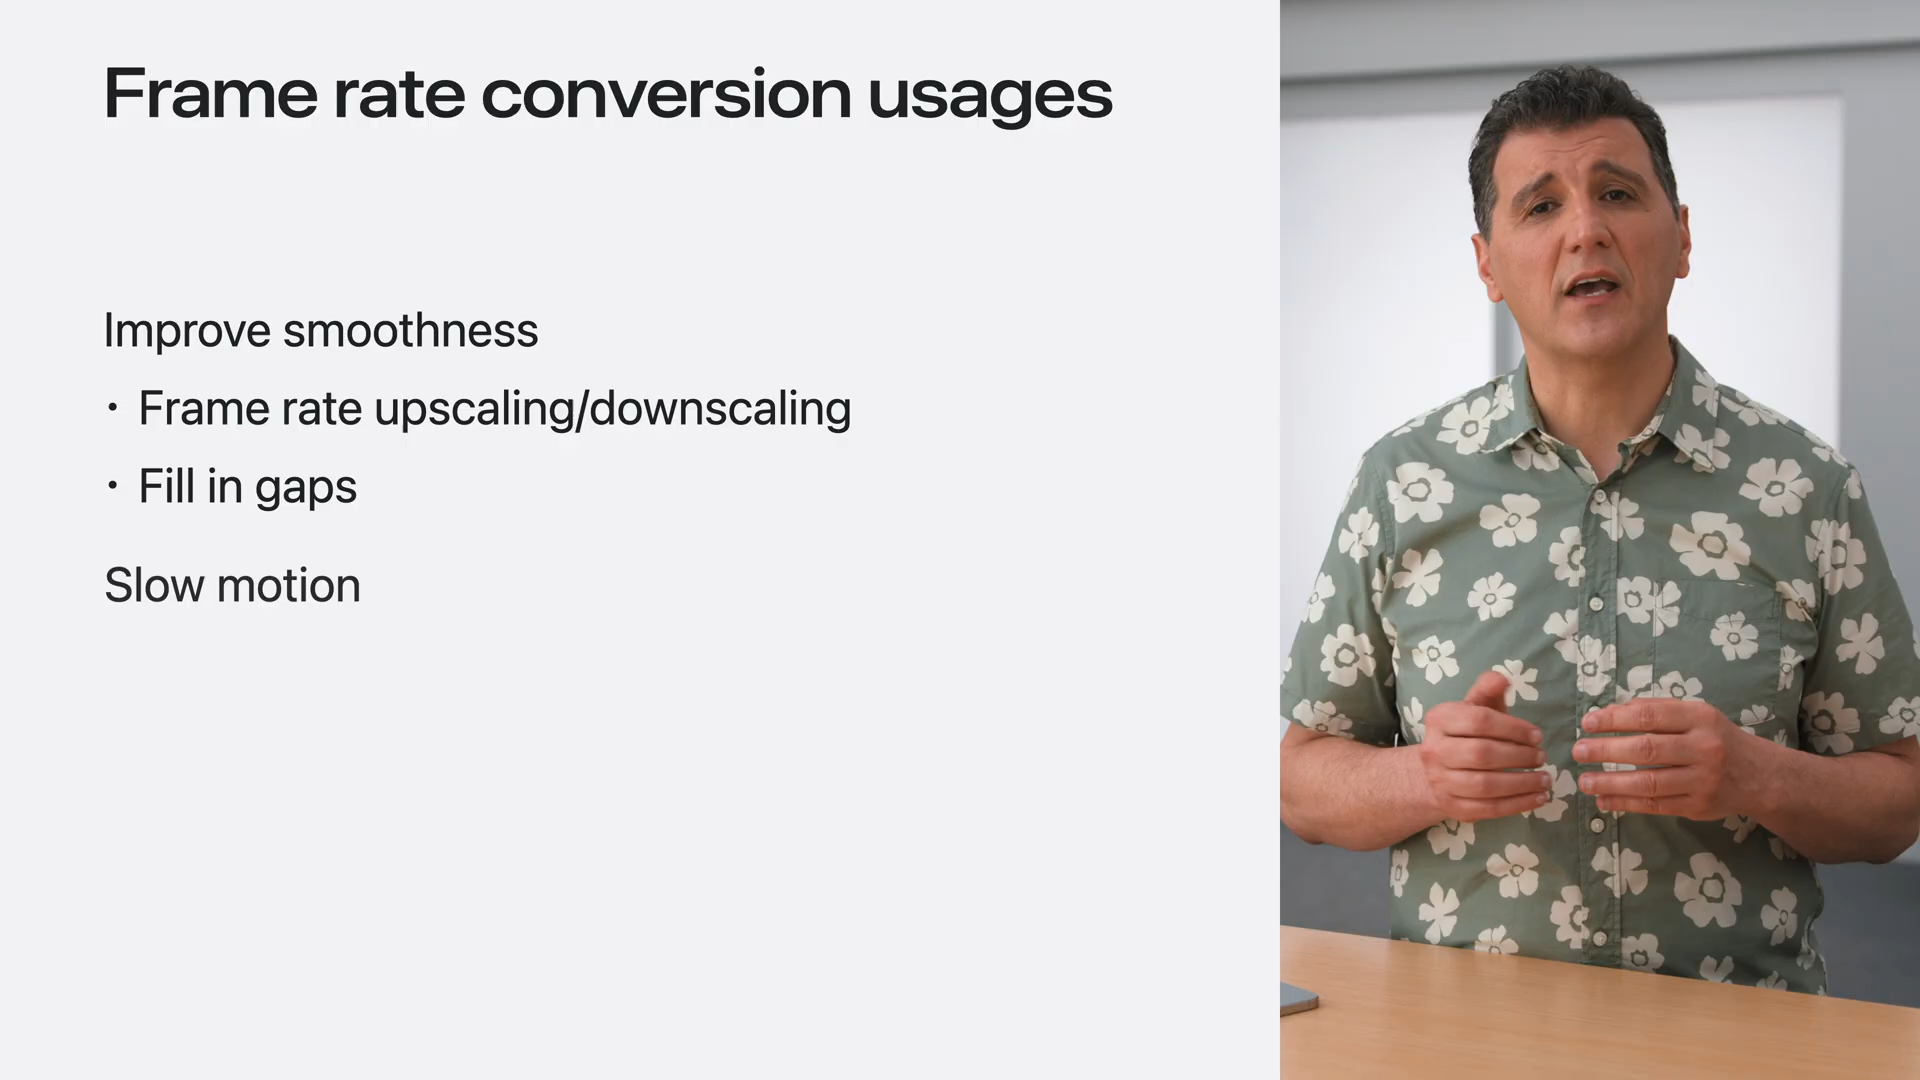 Frame rate conversion usages
Improve smoothness
• Frame rate upscaling/downscaling
• Fill in gaps
Slow motion